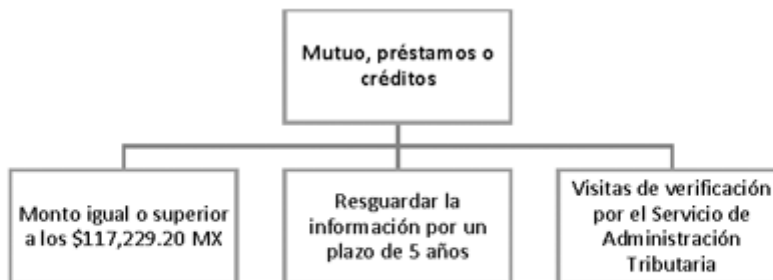 Mutuo, préstamos o
créditos
Monto igual o superior
a los $117,229.20 MX
Resguardar la
información por un
plazo de 5 años
Visitas de verificación
por el Servicio de
Administración
Tributaria